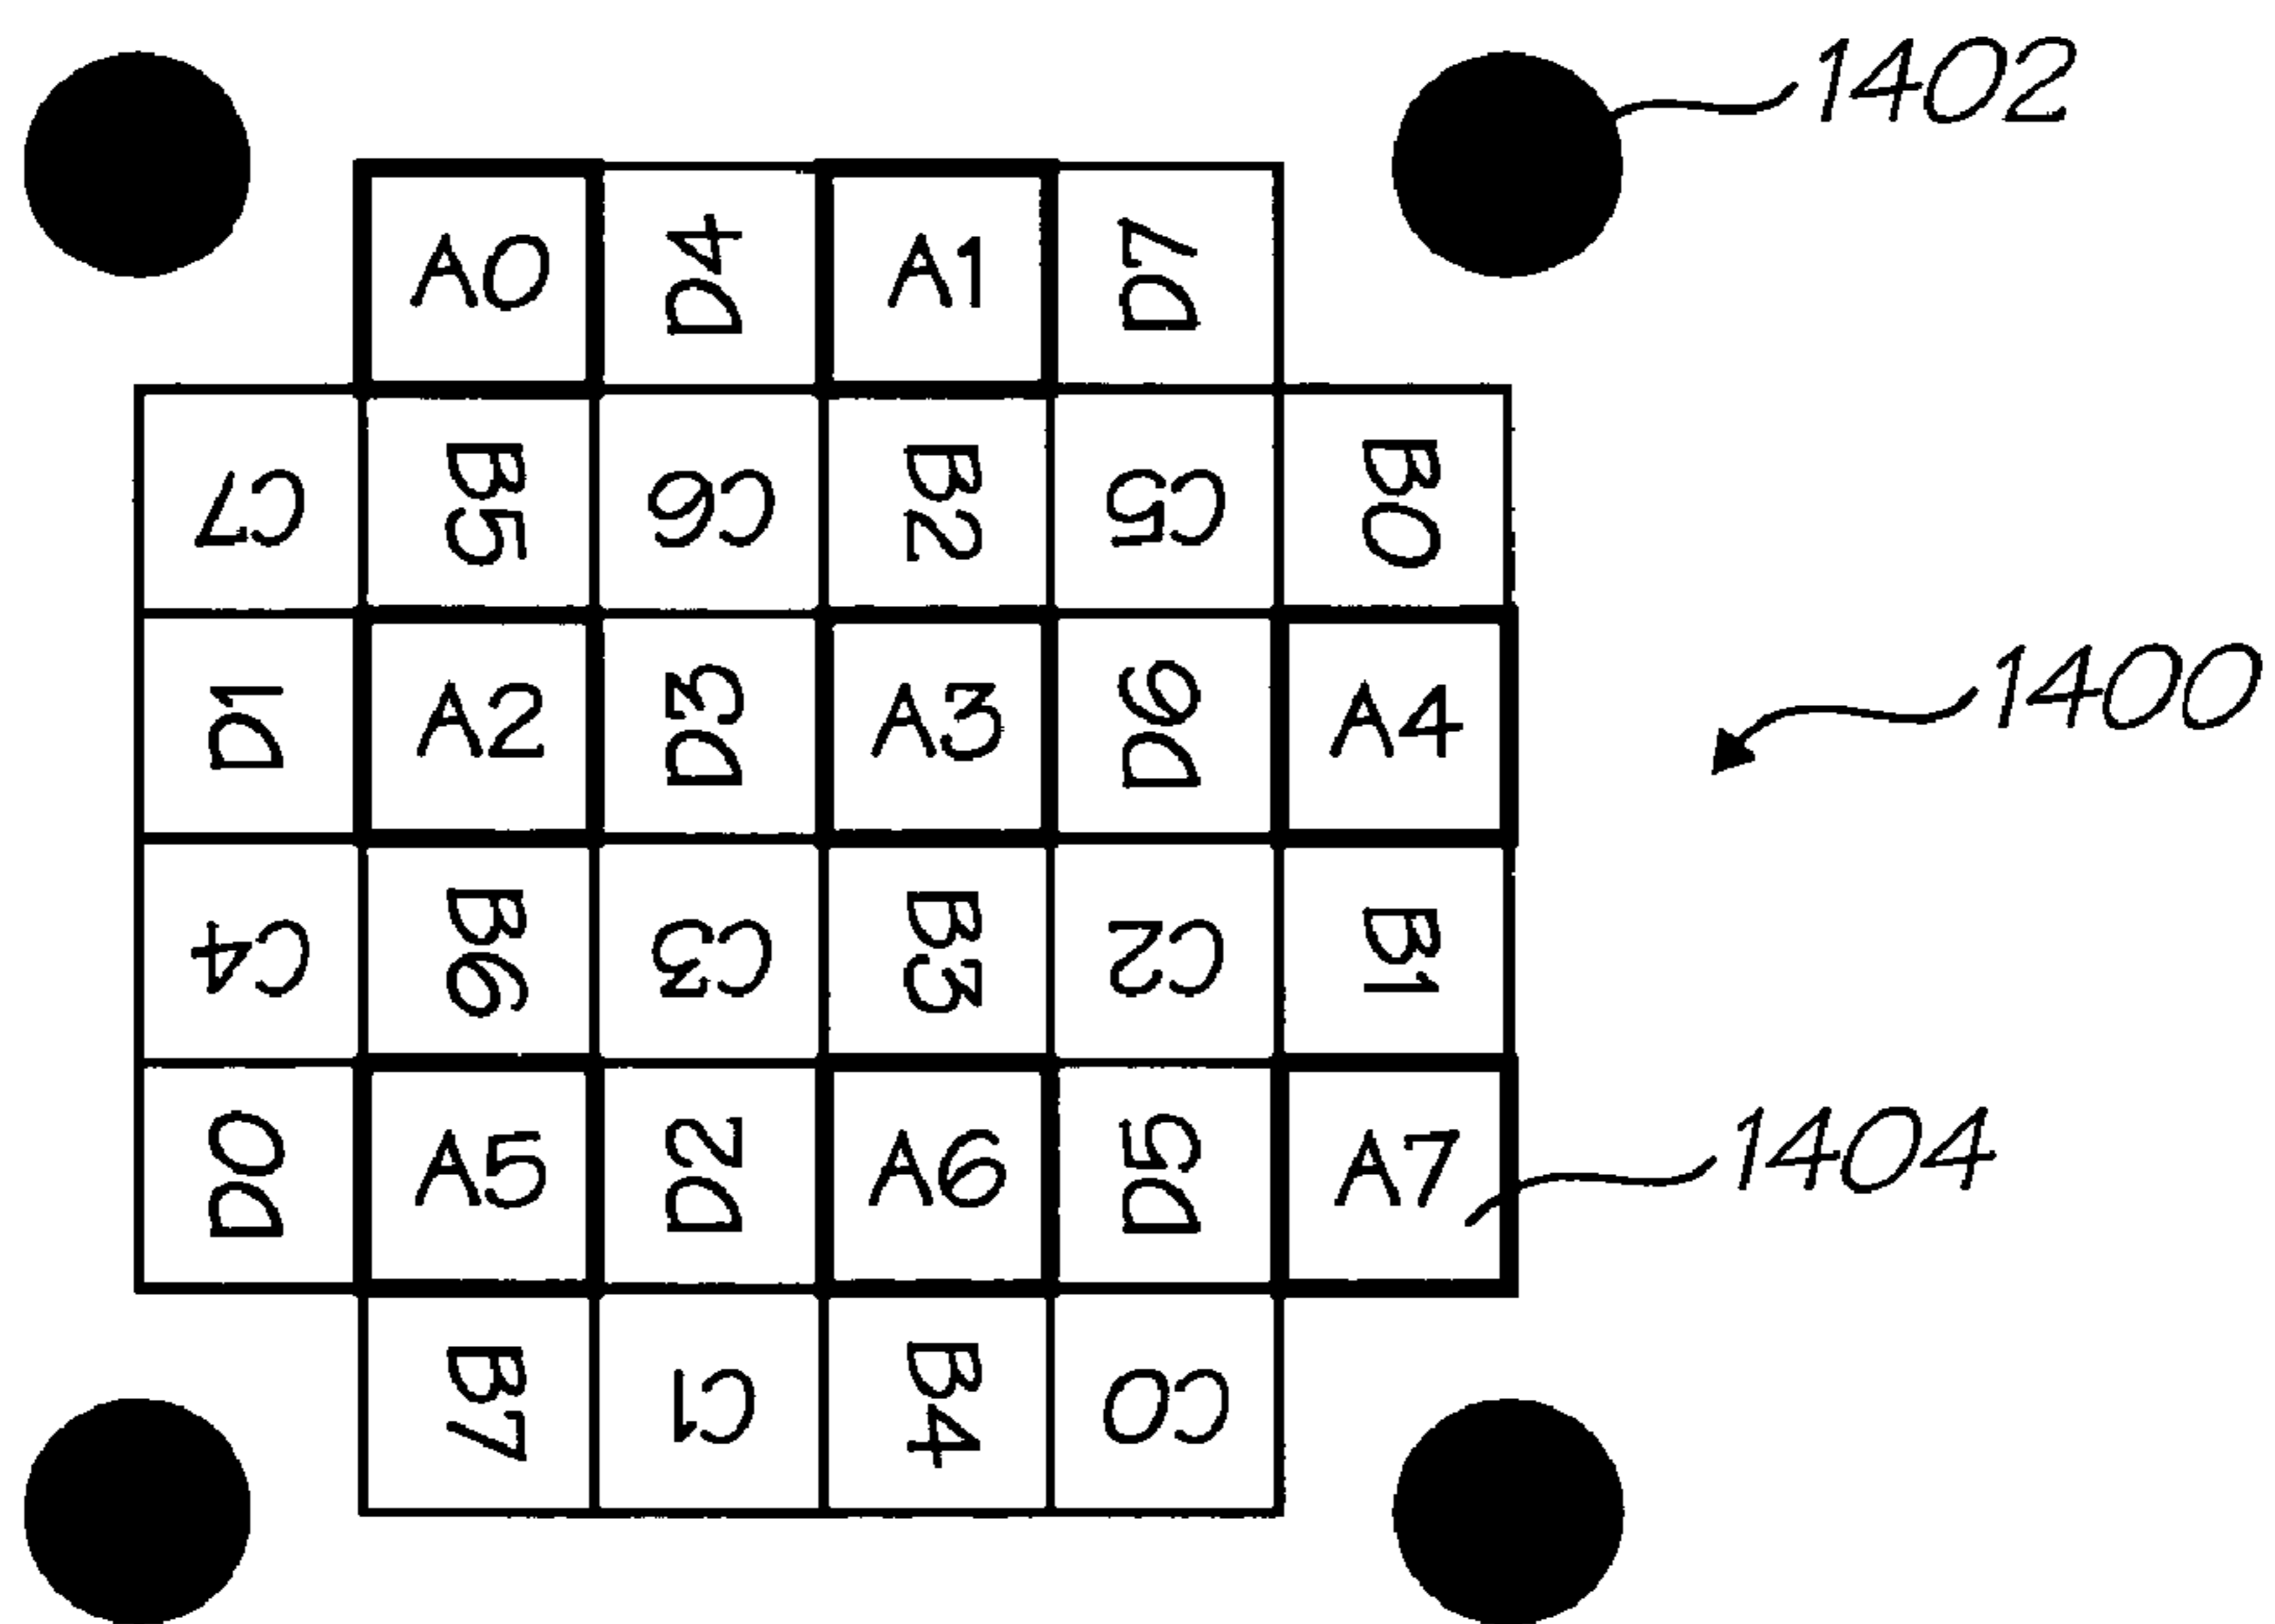 1402
A0 D4 A1 D7
C7 B5 C6 B2 C5 B0
1400
D1 A2 D3 A3 D6 A4
C4 B6 C3 B3 C2 B1
D0 A5 D2 A6 D5 A7
1404
B7 C1 B4 C0